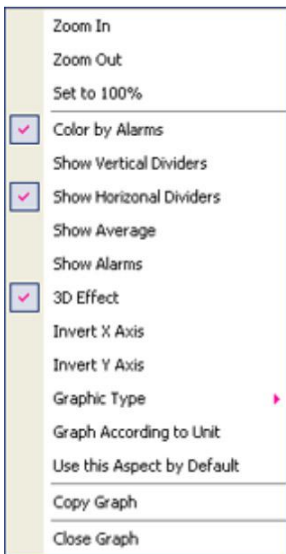 Zoom In
Zoom Out
Set to 100%
Color by Alarms
Show Vertical Dividers
Show Horizonal Dividers
Show Average
Show Alarms
3D Effect
Invert X Axis
Invert Y Axis
Graphic Type
Graph According to Unit
Use this Aspect by Default
Copy Graph
Close Graph